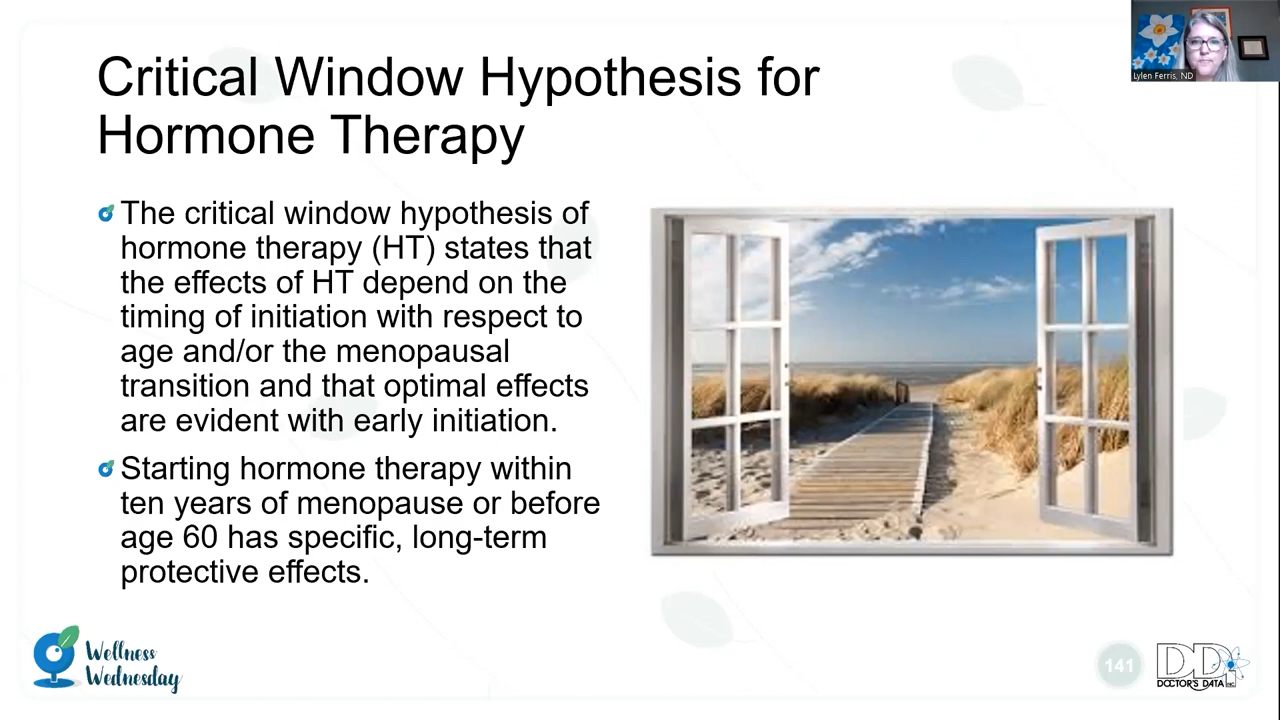 Lylen Ferris, ND
Critical Window Hypothesis for
Hormone Therapy
The critical window hypothesis of
hormone therapy (HT) states that
the effects of HT depend on the
timing of initiation with respect to
age and/or the menopausal
transition and that optimal effects
are evident with early initiation.
Starting hormone therapy within
ten years of menopause or before
age 60 has specific, long-term
protective effects.
Wellness
Wednesday
141
DDI
DOCTOR'S DATA INC.